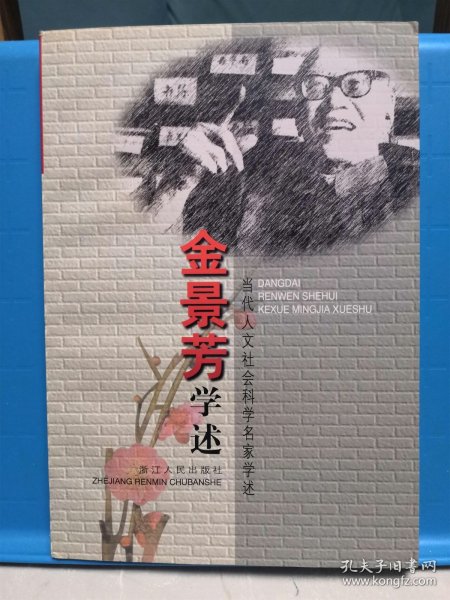 金景芳学述
当代人文社会科学名家学述
DANGDAI
RENWEN SHEHUI
KEXUE MINGJIA XUESHU
浙江人民出版社
ZHEJIANG RENMIN CHUBANSHE
孔夫子旧书网
www.kongfz.com